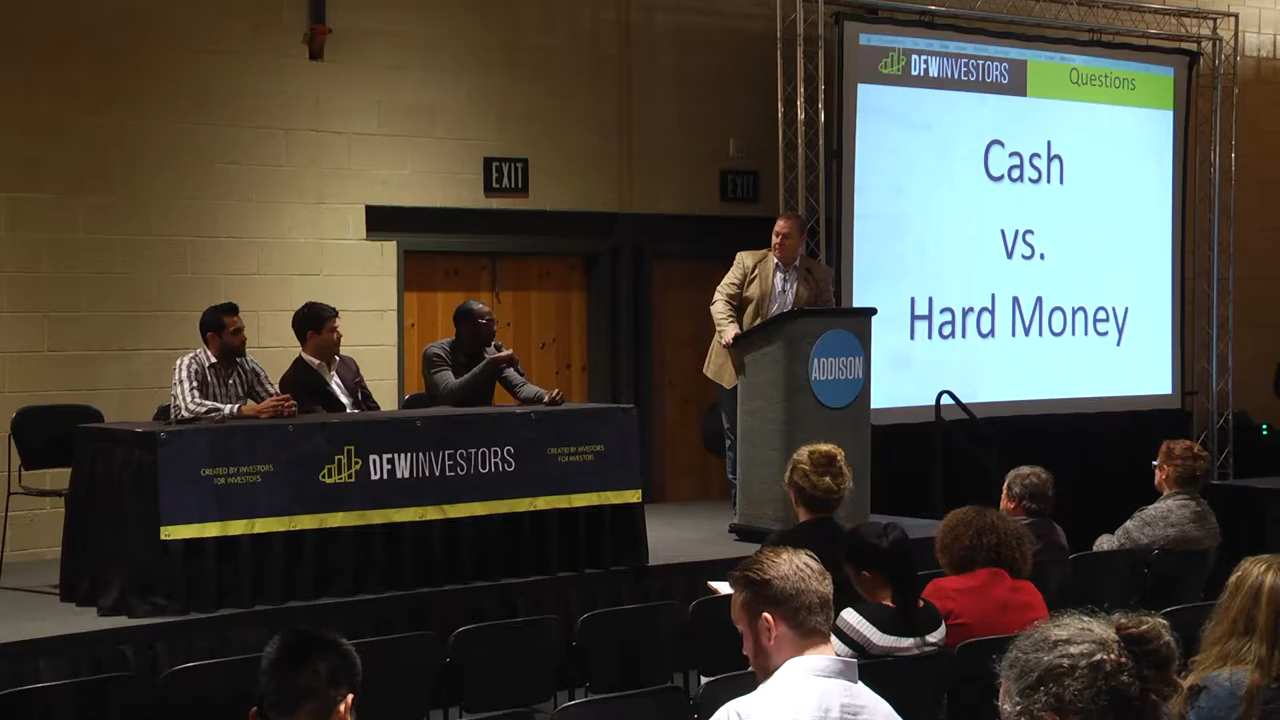 DFWINVESTORS
Questions
Cash
vs.
Hard Money
EXIT
EXIT
ADDISON
CREATED BY INVESTORS
FOR INVESTORS
DFWINVESTORS
CREATED BY INVESTORS
FOR INVESTORS